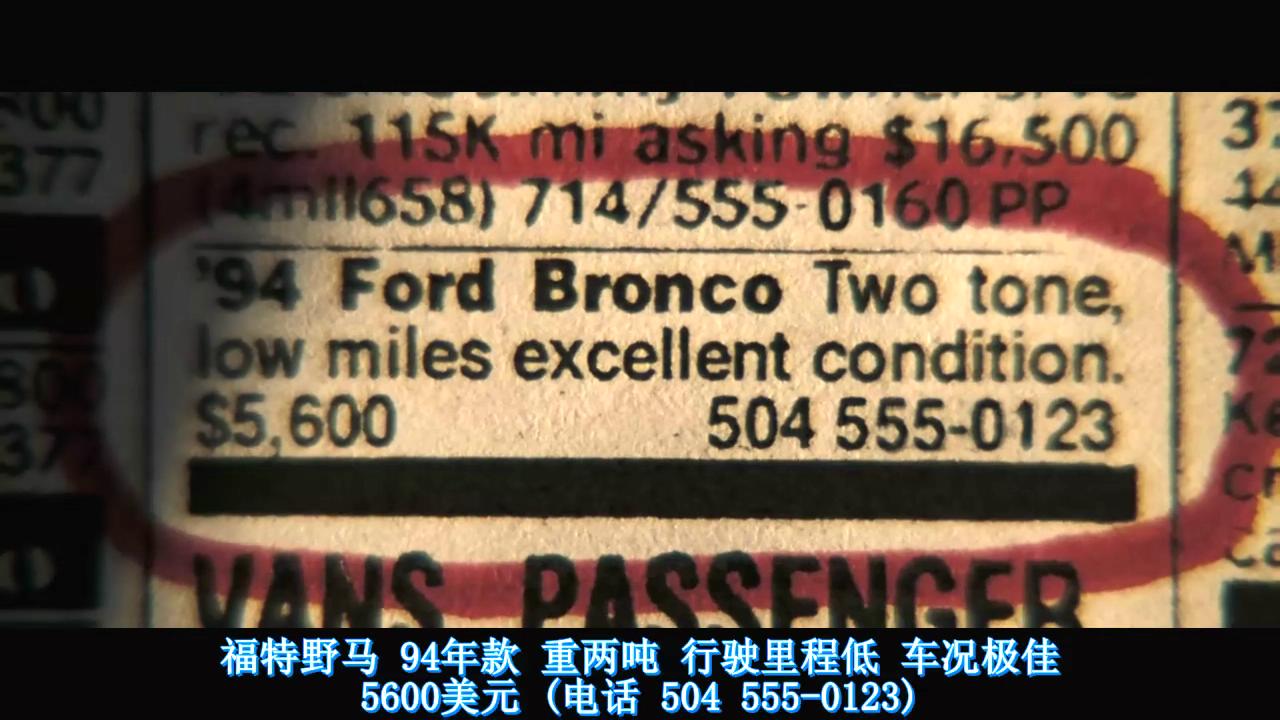 rec. 115K mi asking $16,500
714/555-0160 PP
'94 Ford Bronco Two tone,
low miles excellent condition.
$5,600 504 555-0123
VANS PASSENGER
福特野马 94年款 重两吨 行驶里程低 车况极佳
5600美元 (电话 504 555-0123)